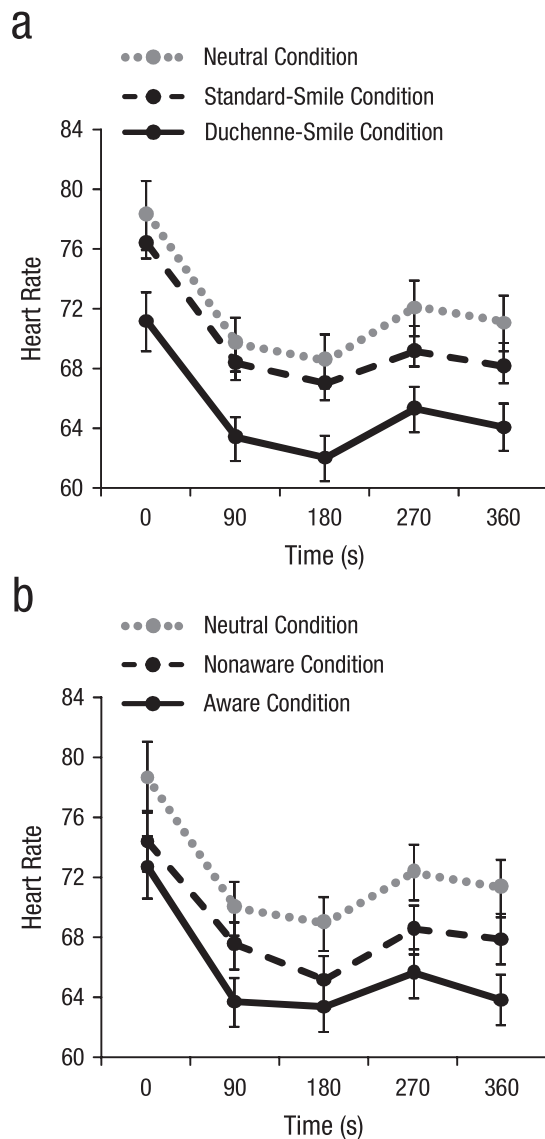 a
Neutral Condition
Standard-Smile Condition
Duchenne-Smile Condition
84
80
76
72
68
64
60
Heart Rate
0 90 180 270 360
Time (s)
b
Neutral Condition
Nonaware Condition
Aware Condition
84
80
76
72
68
64
60
Heart Rate
0 90 180 270 360
Time (s)